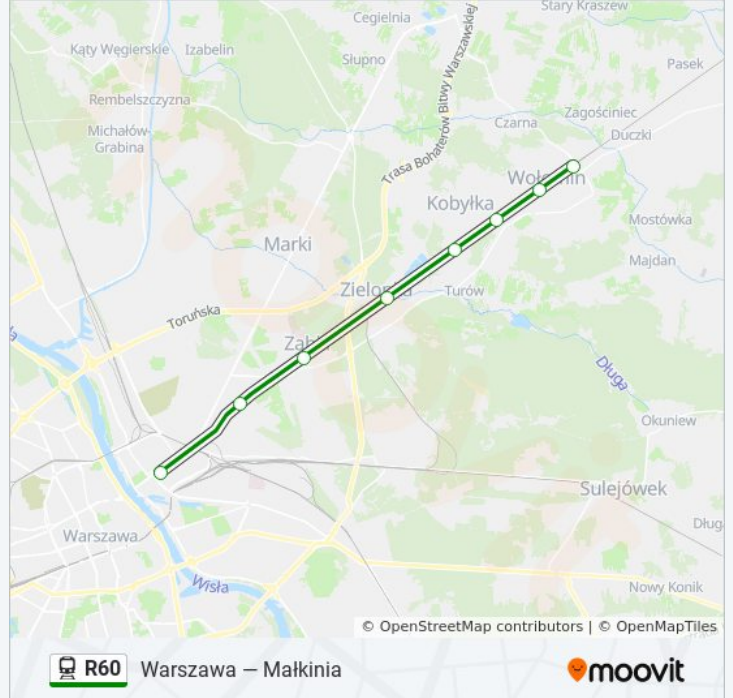 Stary Kraszew
Cegielnia
Kąty Węgierskie
Izabelin
Słupno
Pasek
Trasa Bohaterów Bitwy Warszawskiej
Rembelszczyzna
Zagościniec
Czarna
Duczki
Michałów-
Grabina
Wołomin
Kobyłka
Mostówka
Marki
Majdan
Zielonka
Turów
Toruńska
Ząbki
Długa
Okuniew
Sulejówek
Warszawa
Dług
Wisła
Nowy Konik
© OpenStreetMap contributors | © OpenMapTiles
R60 Warszawa — Małkinia
moovit